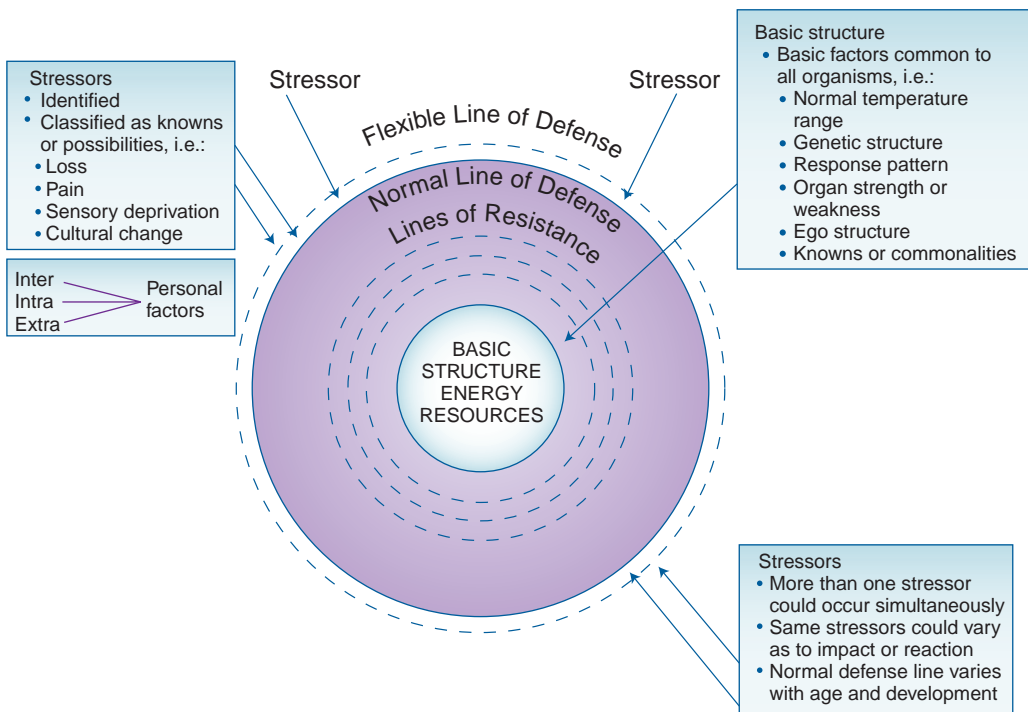 Stressors
• Identified
• Classified as knowns
or possibilities, i.e.:
• Loss
• Pain
• Sensory deprivation
• Cultural change
Inter
Intra
Extra
Personal
factors
Stressor
Stressor
Flexible Line of Defense
Normal Line of Defense
Lines of Resistance
BASIC
STRUCTURE
ENERGY
RESOURCES
Basic structure
• Basic factors common to
all organisms, i.e.:
• Normal temperature
range
• Genetic structure
• Response pattern
• Organ strength or
weakness
• Ego structure
• Knowns or commonalities
Stressors
• More than one stressor
could occur simultaneously
• Same stressors could vary
as to impact or reaction
• Normal defense line varies
with age and development